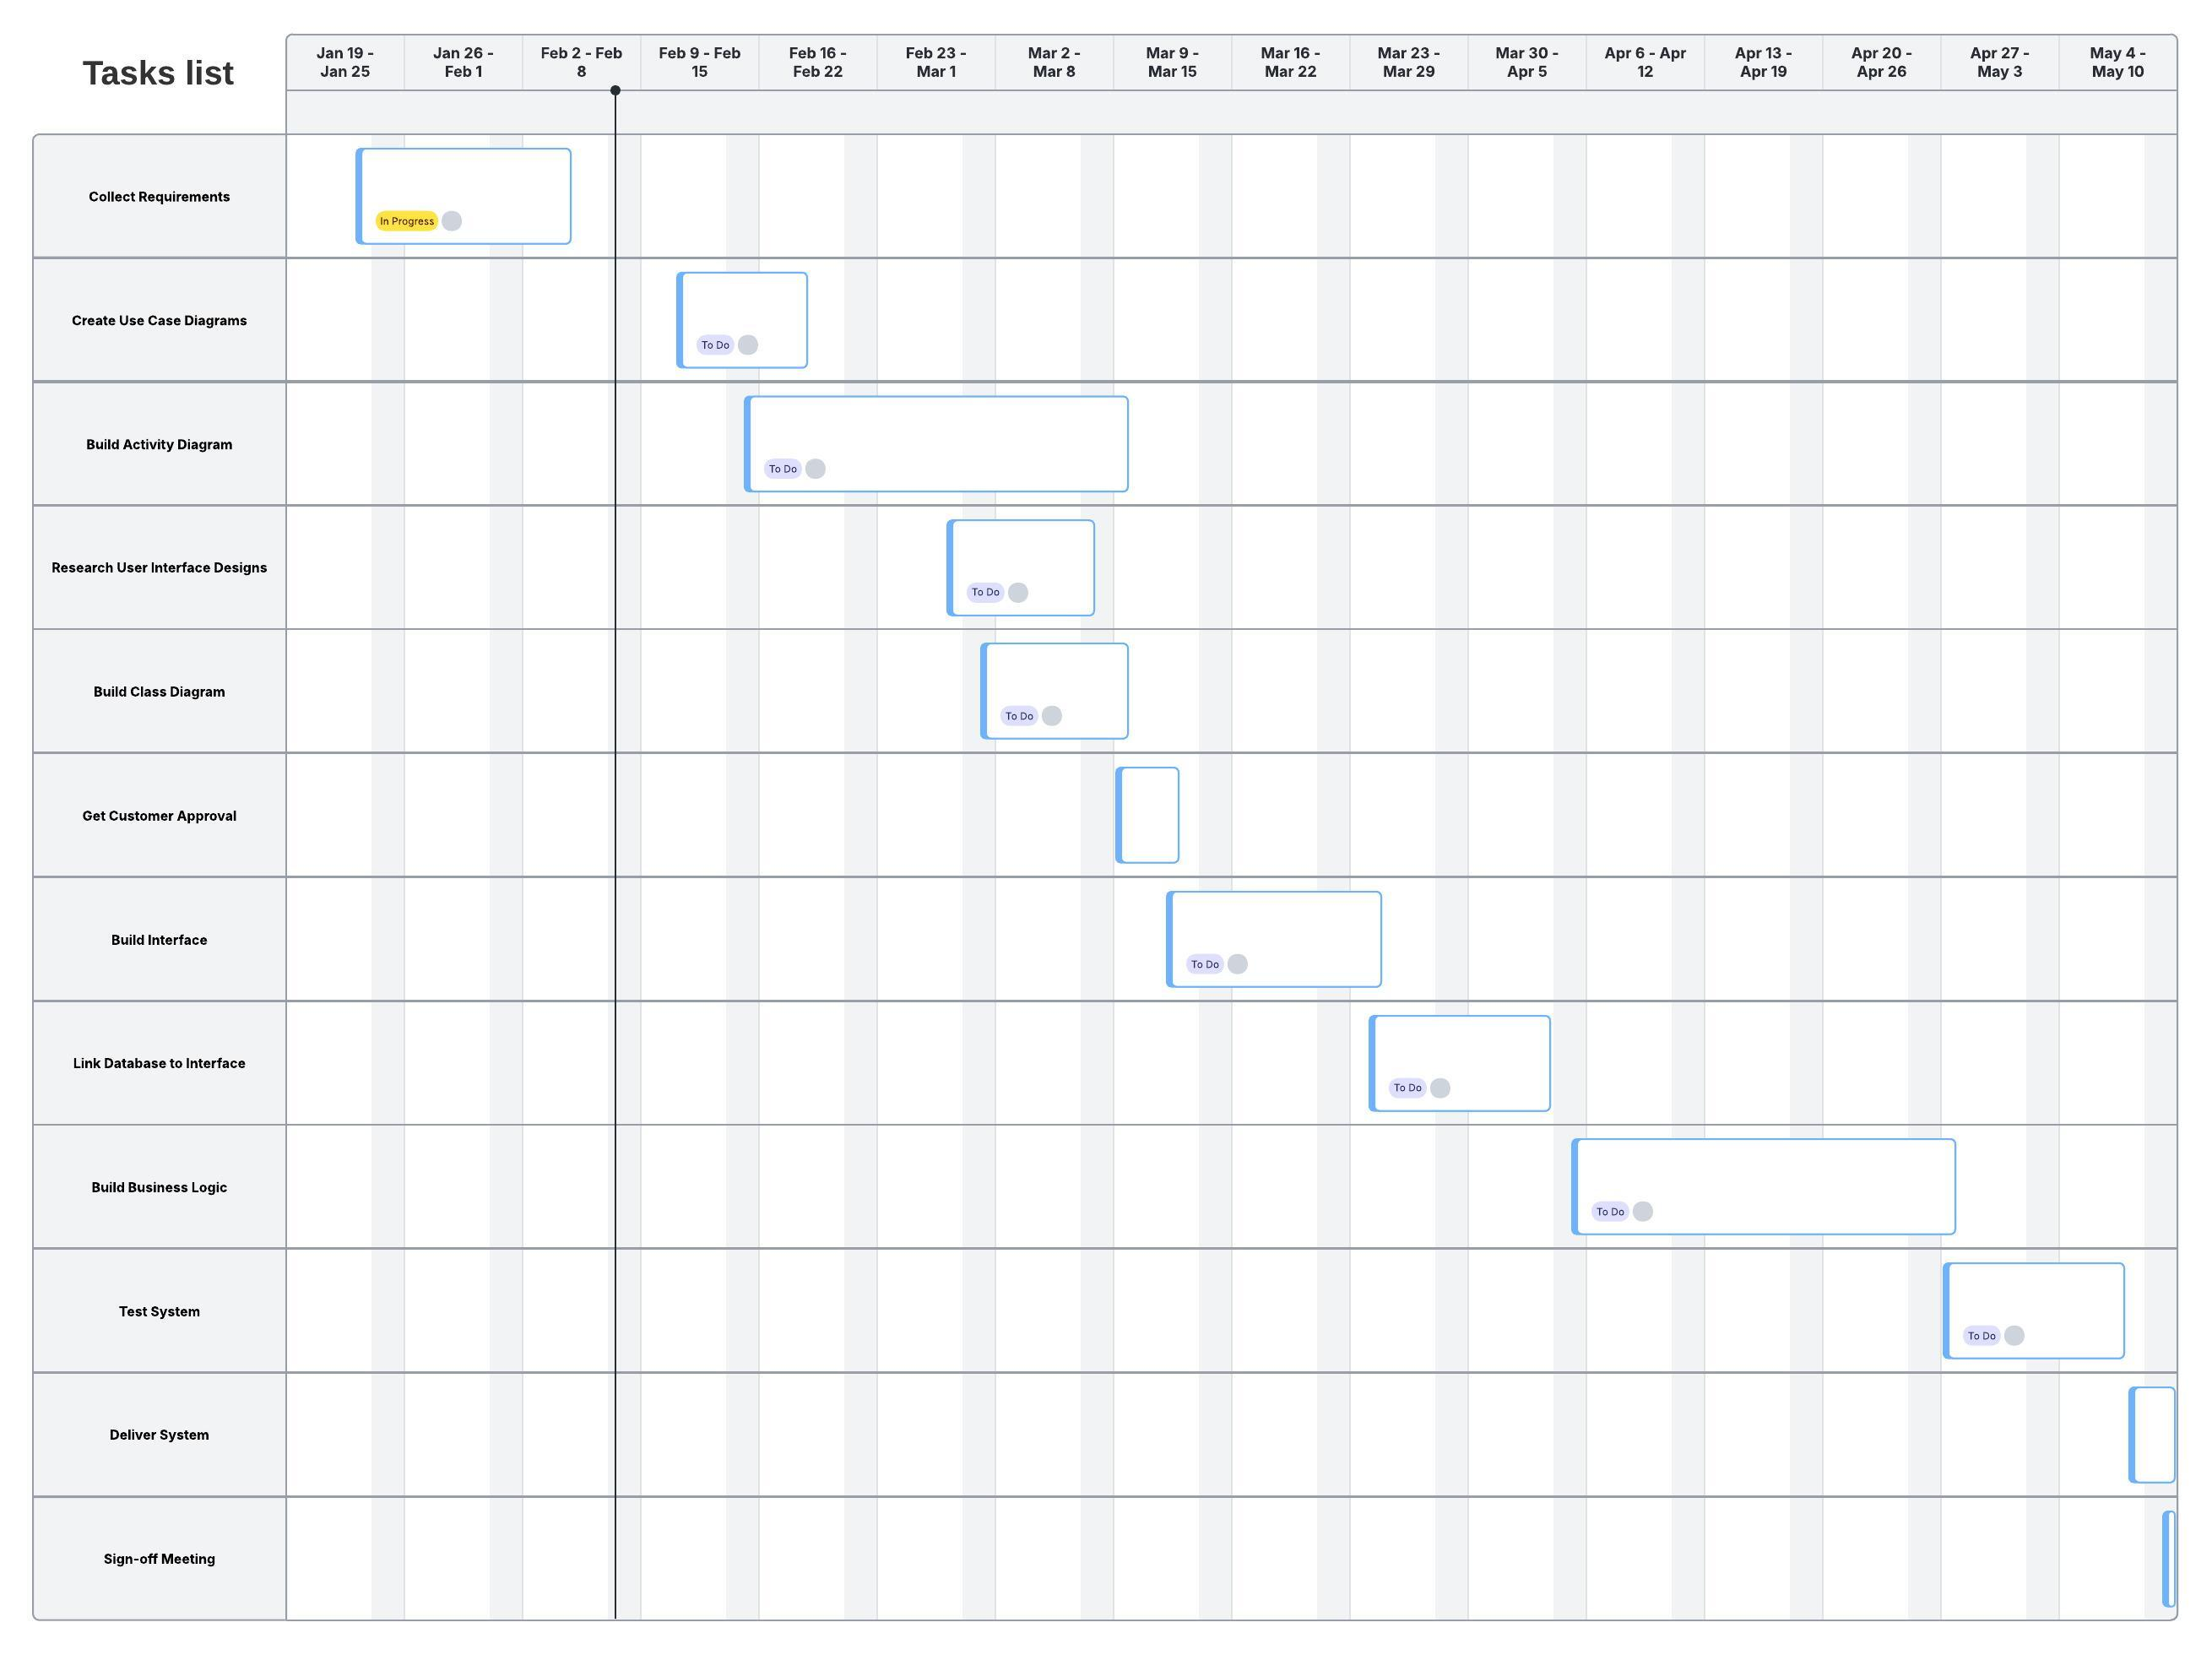 Tasks list
Jan 19 -
Jan 25
Jan 26 -
Feb 1
Feb 2 - Feb
8
Feb 9 - Feb
15
Feb 16 -
Feb 22
Feb 23 -
Mar 1
Mar 2 -
Mar 8
Mar 9 -
Mar 15
Mar 16 -
Mar 22
Mar 23 -
Mar 29
Mar 30 -
Apr 5
Apr 6 - Apr
12
Apr 13 -
Apr 19
Apr 20 -
Apr 26
Apr 27 -
May 3
May 4 -
May 10
Collect Requirements
In Progress
Create Use Case Diagrams
To Do
Build Activity Diagram
To Do
Research User Interface Designs
To Do
Build Class Diagram
To Do
Get Customer Approval
Build Interface
To Do
Link Database to Interface
To Do
Build Business Logic
To Do
Test System
To Do
Deliver System
Sign-off Meeting